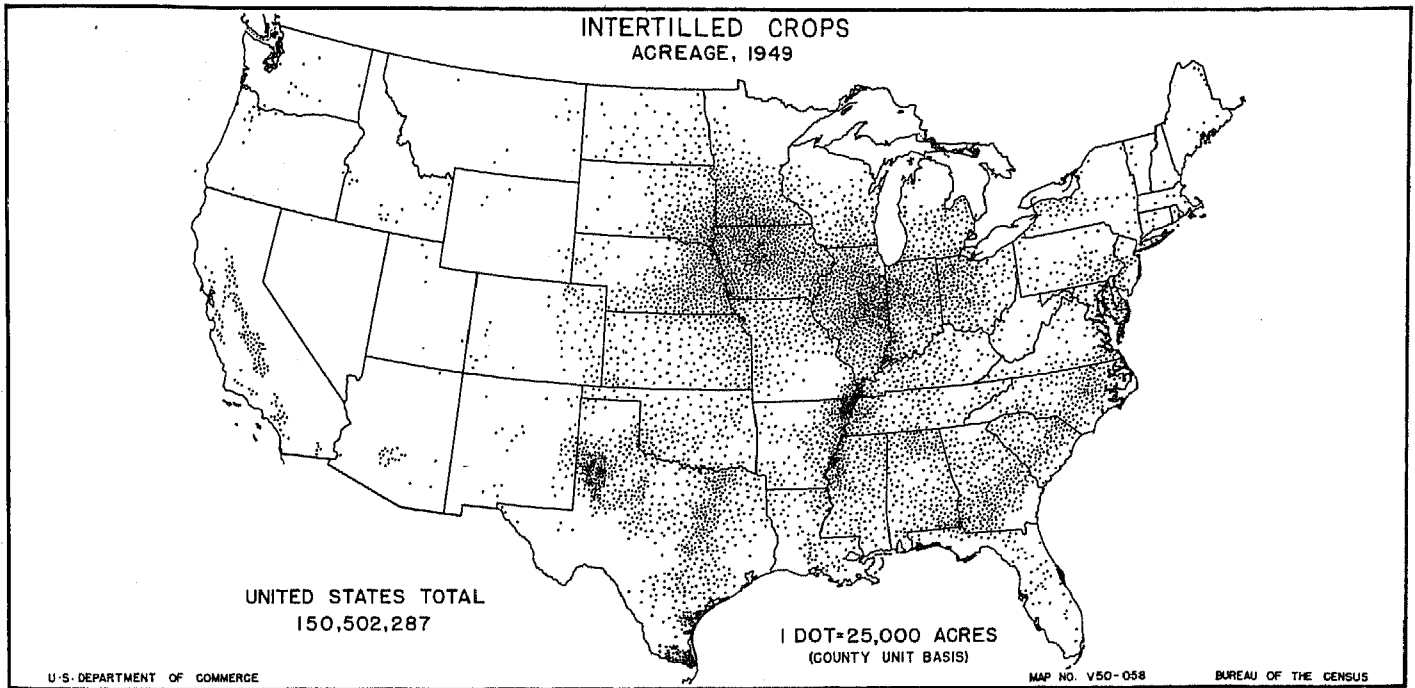 INTERTILLED CROPS
ACREAGE, 1949
UNITED STATES TOTAL
150,502,287
1 DOT=25,000 ACRES
(COUNTY UNIT BASIS)
U·S· DEPARTMENT OF COMMERCE
MAP NO. V50-058
BUREAU OF THE CENSUS